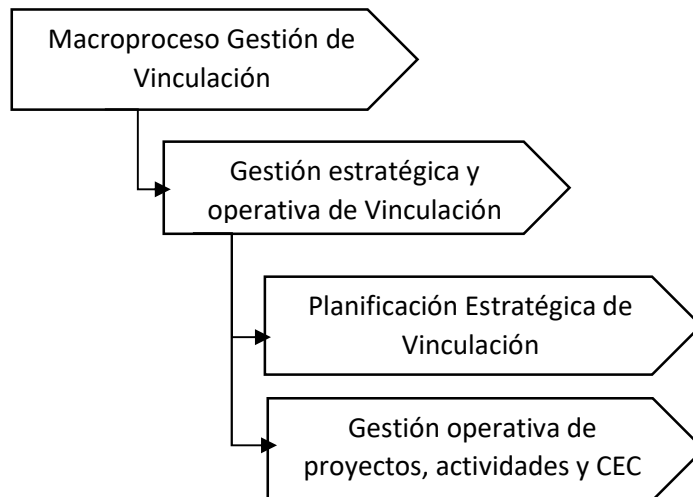 Macroproceso Gestión de
Vinculación
Gestión estratégica y
operativa de Vinculación
Planificación Estratégica de
Vinculación
Gestión operativa de
proyectos, actividades y CEC